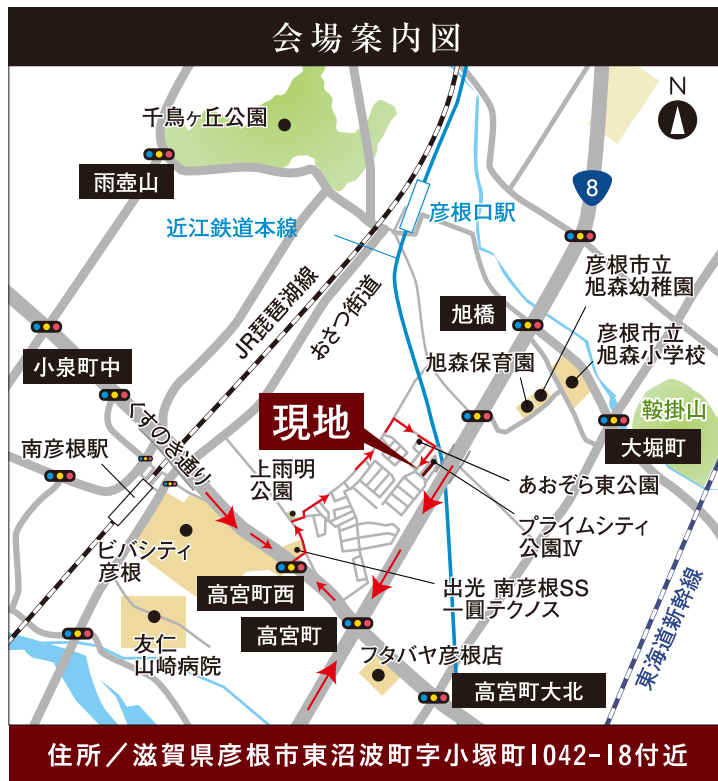 会場案内図
千鳥ヶ丘公園
N
雨壺山
8
近江鉄道本線
彦根口駅
彦根市立
旭森幼稚園
JR琵琶湖線
おさつ街道
旭橋
彦根市立
旭森小学校
小泉町中
旭森保育園
鞍掛山
くすのき通り
現地
大堀町
南彦根駅
上雨明
公園
あおぞら東公園
プライムシティ
公園Ⅳ
ビバシティ
彦根
高宮町西
出光 南彦根SS
一圓テクノス
東海道新幹線
高宮町
友仁
山崎病院
フタバヤ彦根店
高宮町大北
住所／滋賀県彦根市東沼波町字小塚町1042-18付近